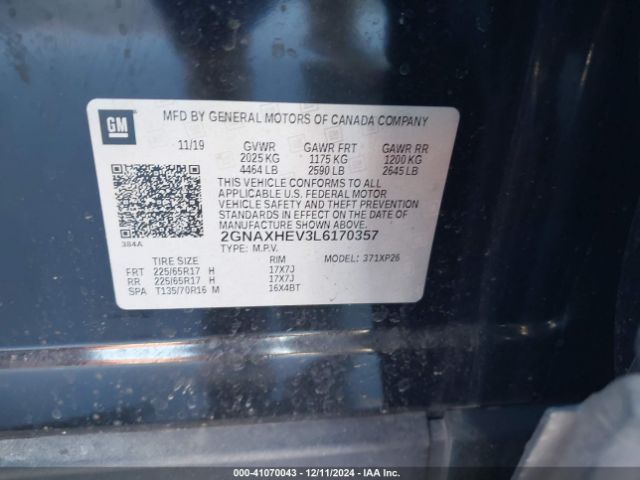 GM
MFD BY GENERAL MOTORS OF CANADA COMPANY
11/19 GVWR GAWR FRT GAWR RR
2025 KG 1175 KG 1200 KG
4464 LB 2590 LB 2645 LB
THIS VEHICLE CONFORMS TO ALL
APPLICABLE U.S. FEDERAL MOTOR
VEHICLE SAFETY AND THEFT PREVENTION
STANDARDS IN EFFECT ON THE DATE
OF MANUFACTURE SHOWN ABOVE.
384A 2GNAXHEV3L6170357
TYPE: M.P.V. MODEL: 371XP26
TIRE SIZE RIM
FRT 225/65R17 H 17X7J
RR 225/65R17 H 17X7J
SPA T135/70R16 M 16X4BT
000-41070043 - 12/11/2024 - IAA Inc.